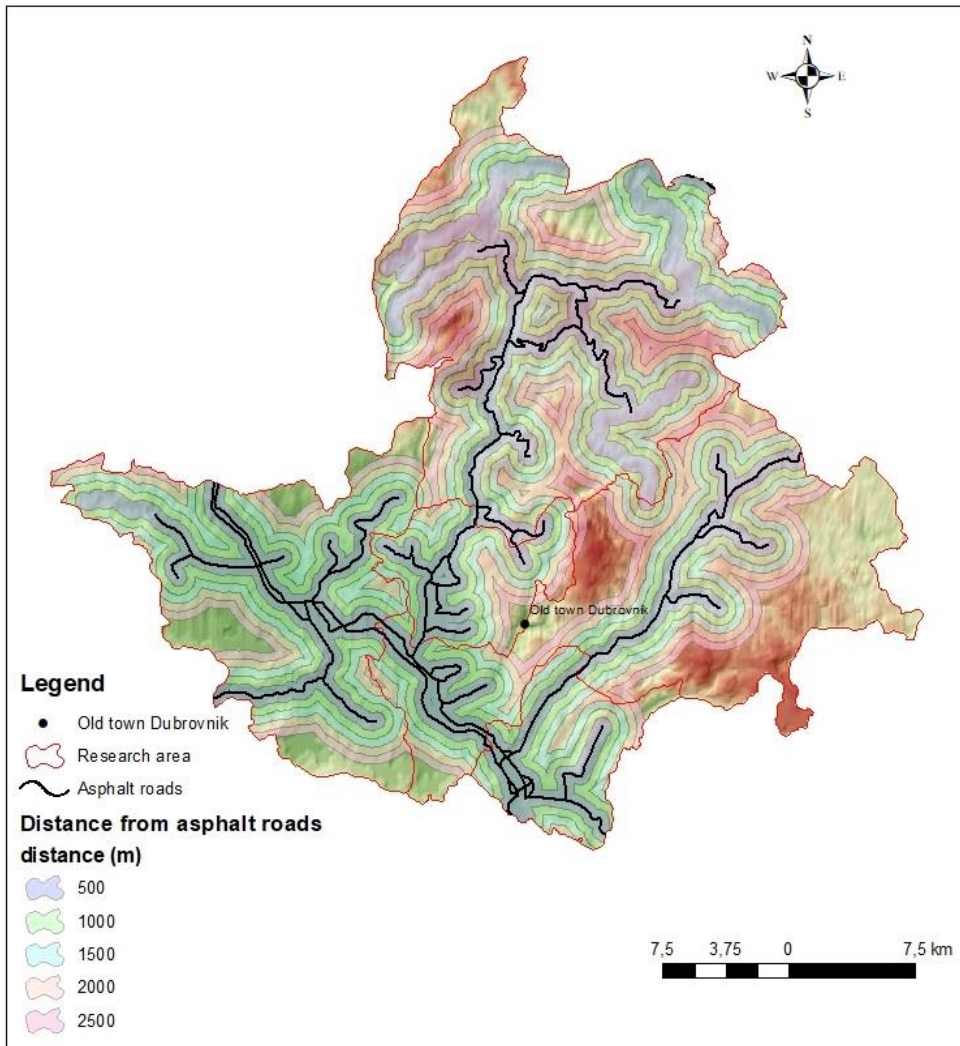 N
W E
S
Old town Dubrovnik
Legend
Old town Dubrovnik
Research area
Asphalt roads
Distance from asphalt roads
distance (m)
500
1000
1500
2000
2500
7,5 3,75 0 7,5 km